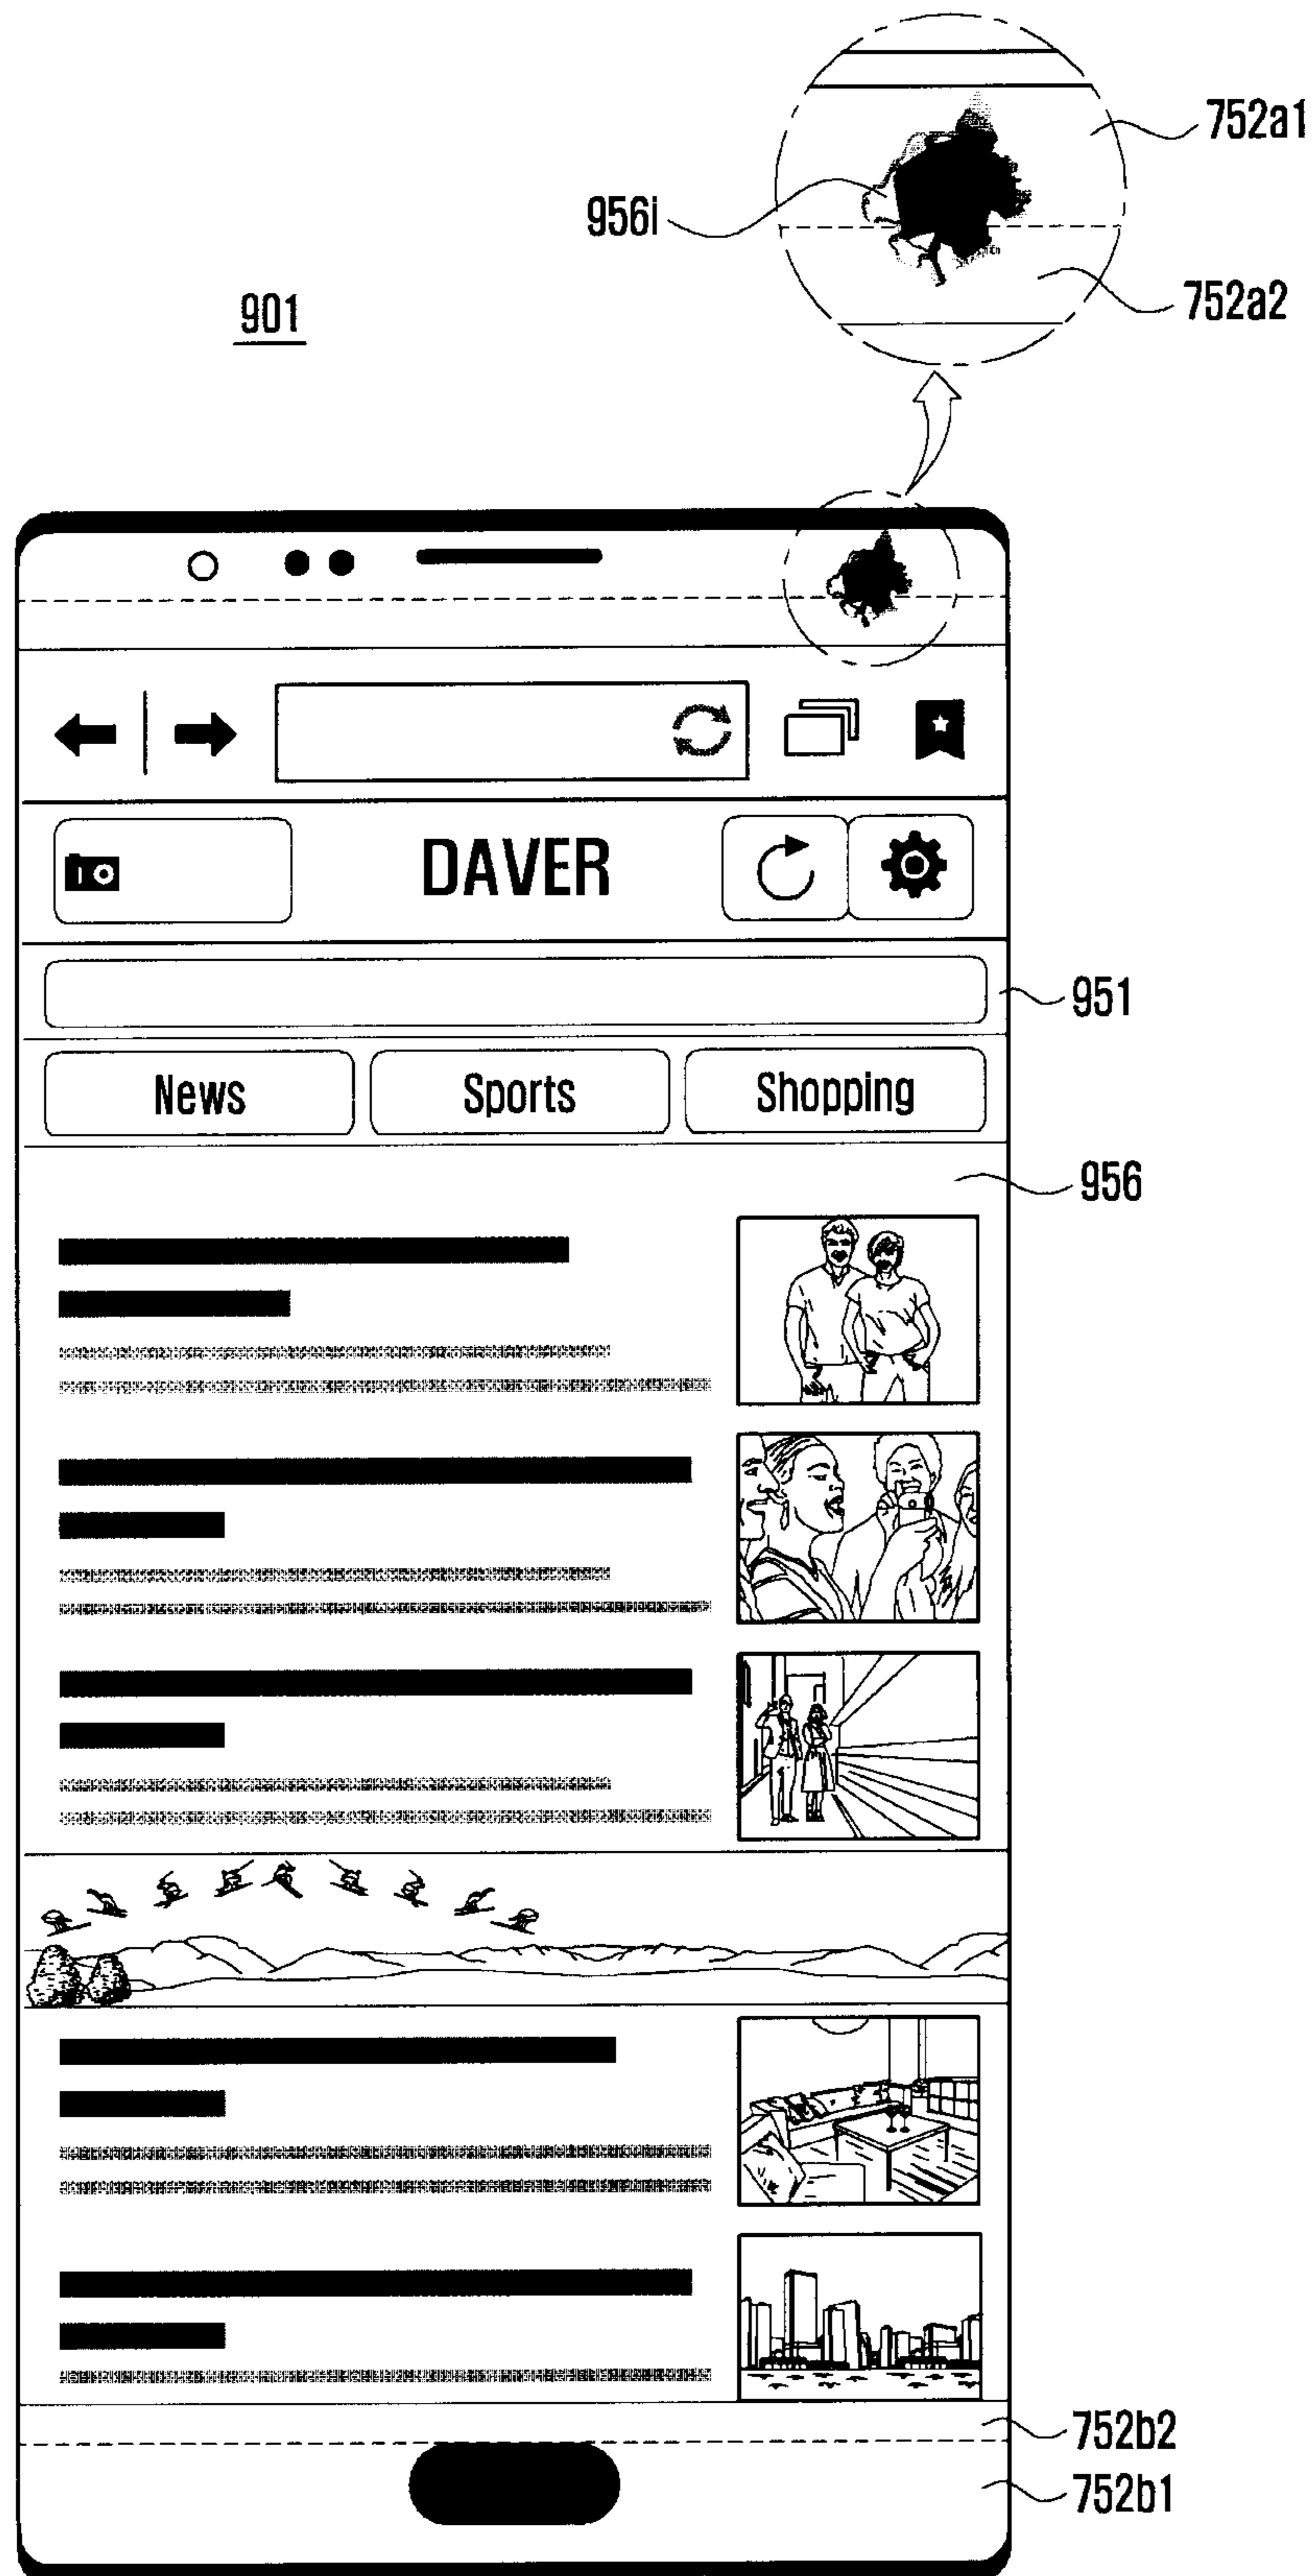 752a1
956i
752a2
901
DAVER
951
News Sports Shopping
956
752b2
752b1